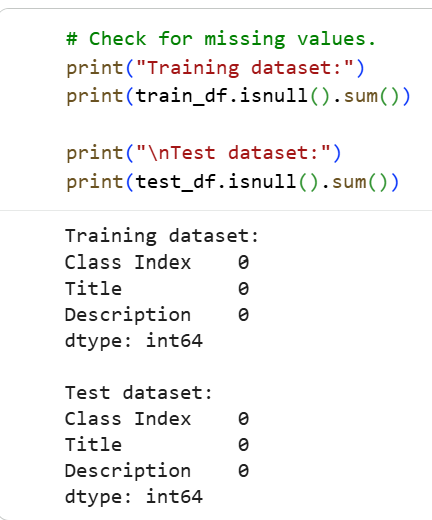 # Check for missing values.
print("Training dataset:")
print(train_df.isnull().sum())
print("\nTest dataset:")
print(test_df.isnull().sum())
Training dataset:
Class Index    0
Title          0
Description    0
dtype: int64
Test dataset:
Class Index    0
Title          0
Description    0
dtype: int64